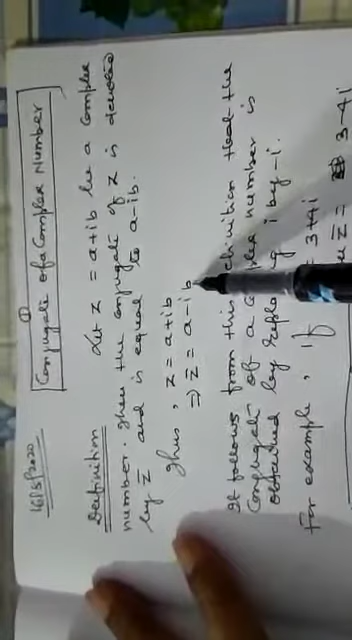 16/05/2020
①
Conjugate of a Complex Number
Definition
Let z = a+ib be a complex
number. Then the conjugate of z is denoted
by z̅ and is equal to a-ib.
Thus, z = a+ib
⇒ z̅ = a-ib
It follows from this definition that the
Conjugate of a complex number is
obtained by replacing i by -i.
For example, if = 3+4i
z̅ = 3-4i